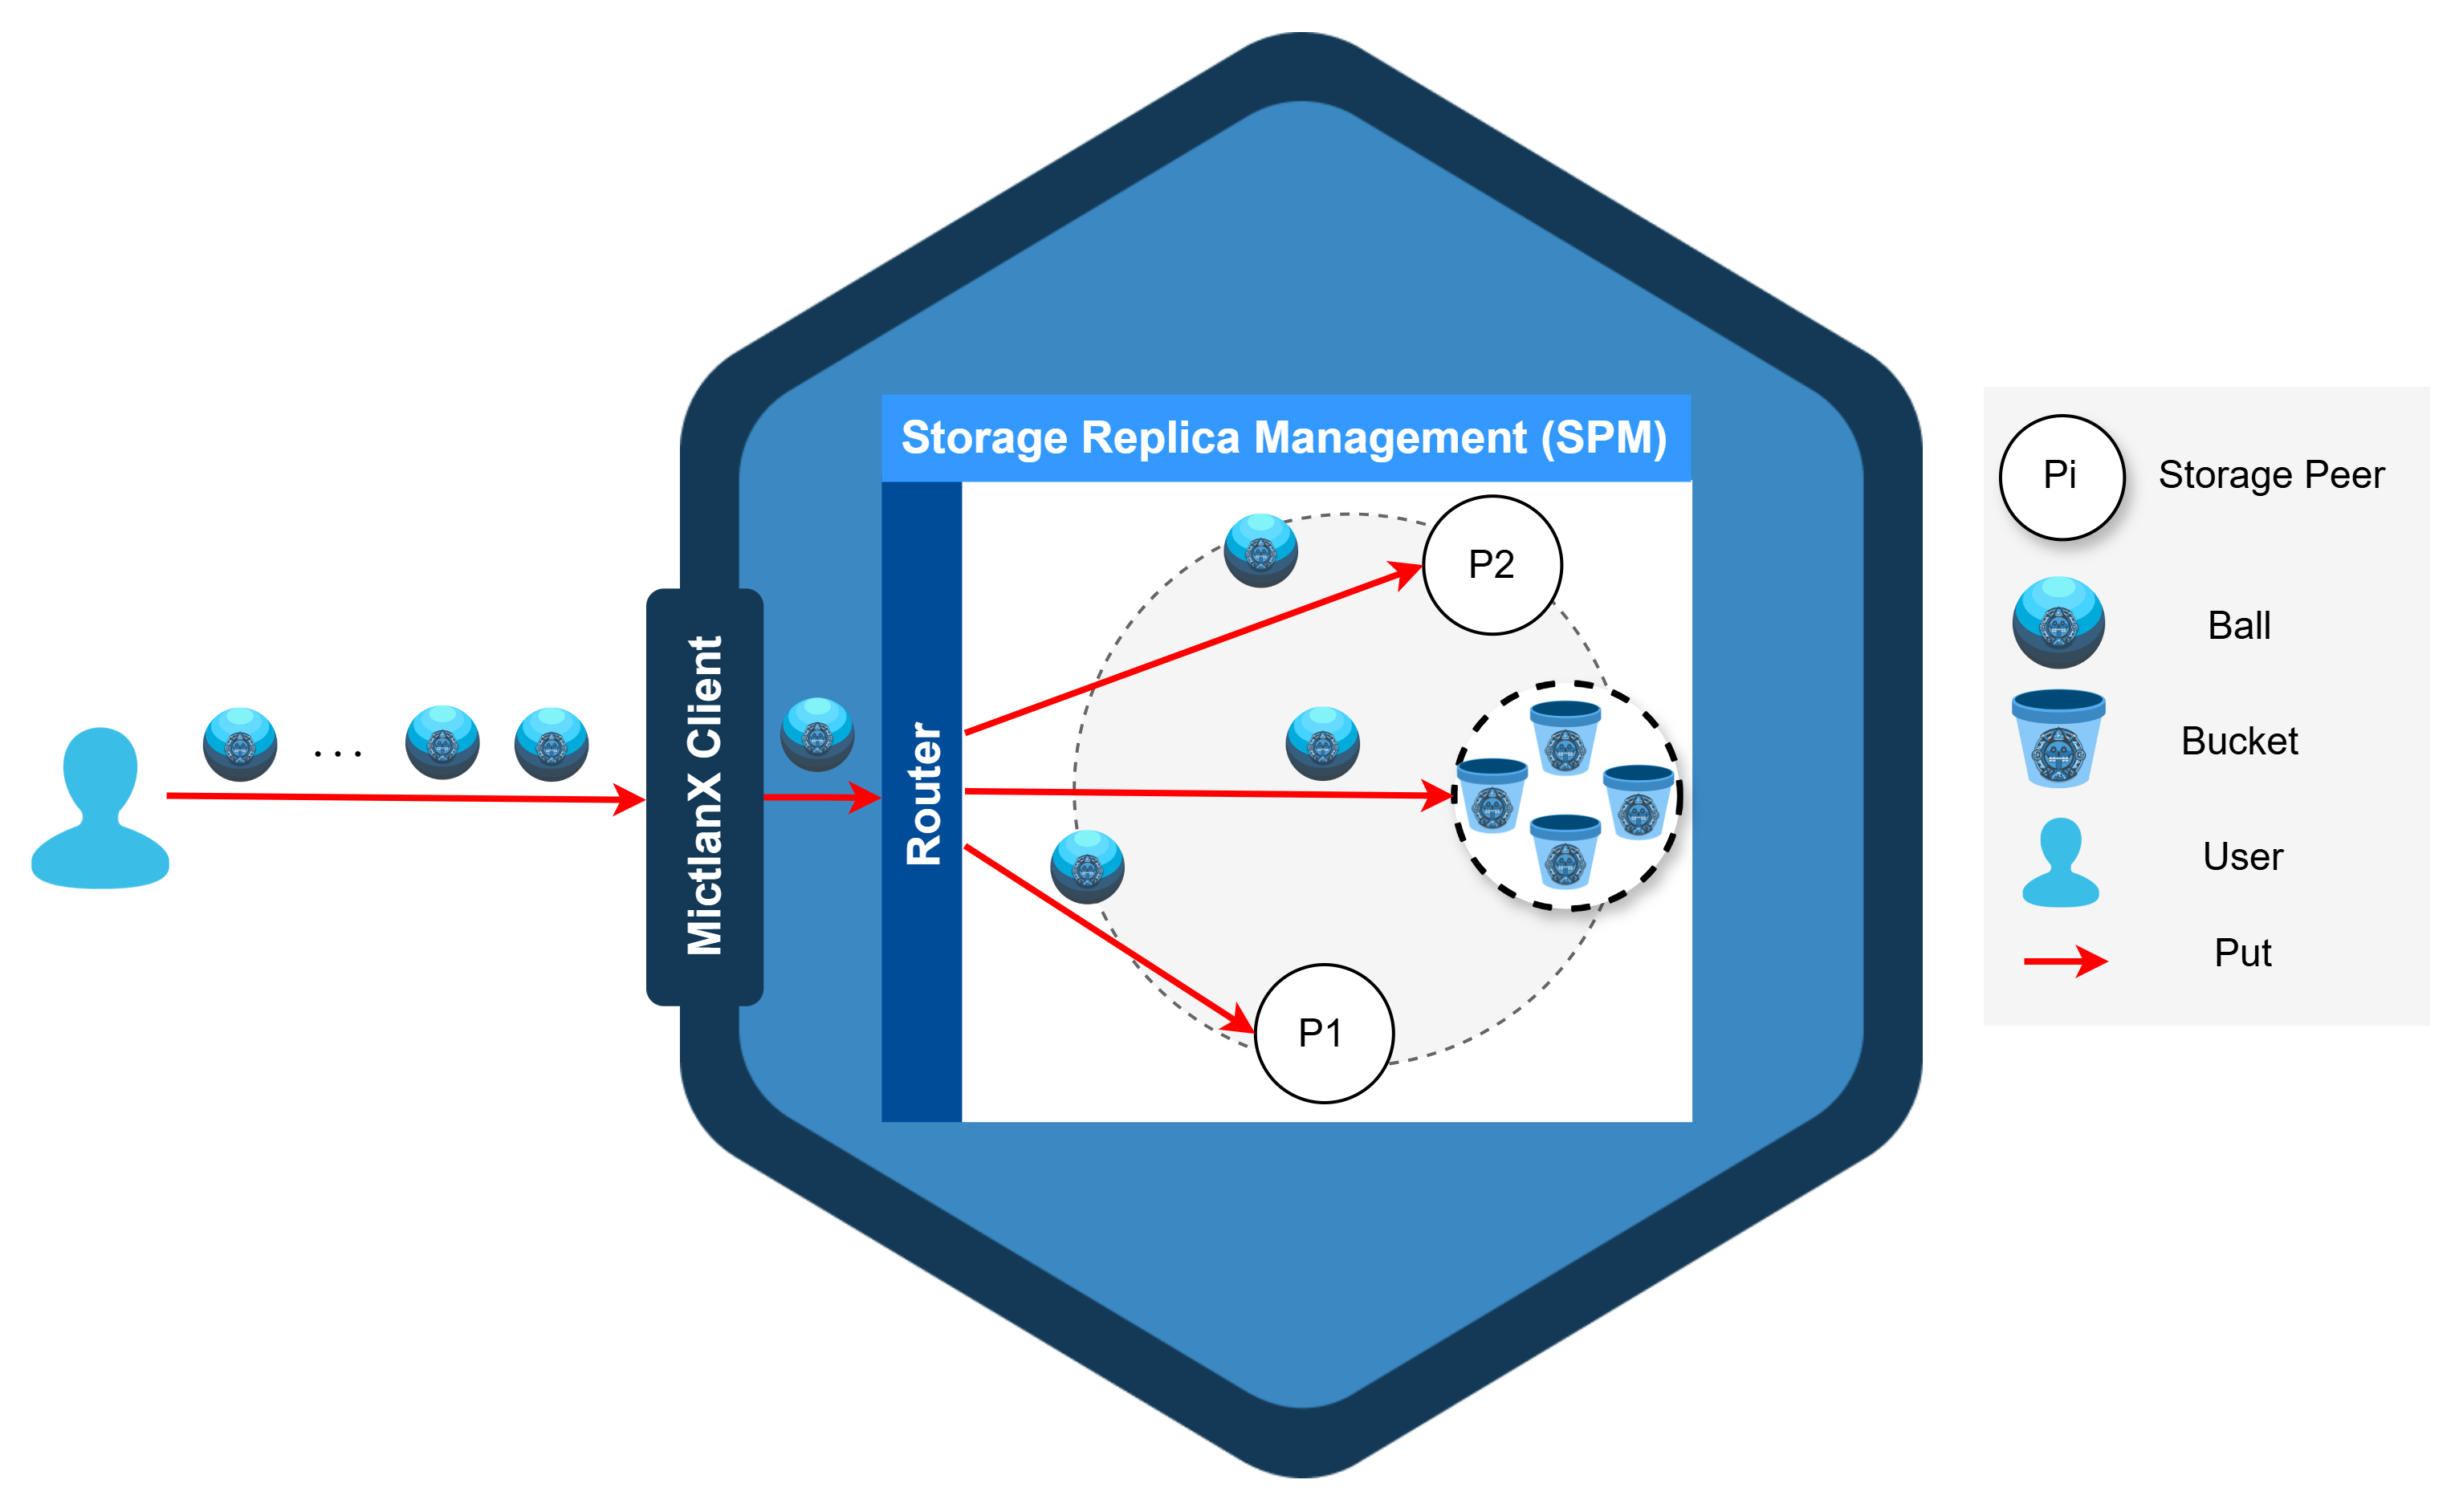 Storage Replica Management (SPM)
MictlanX Client
Router
. . .
P2
P1
Pi
Storage Peer
Ball
Bucket
User
Put